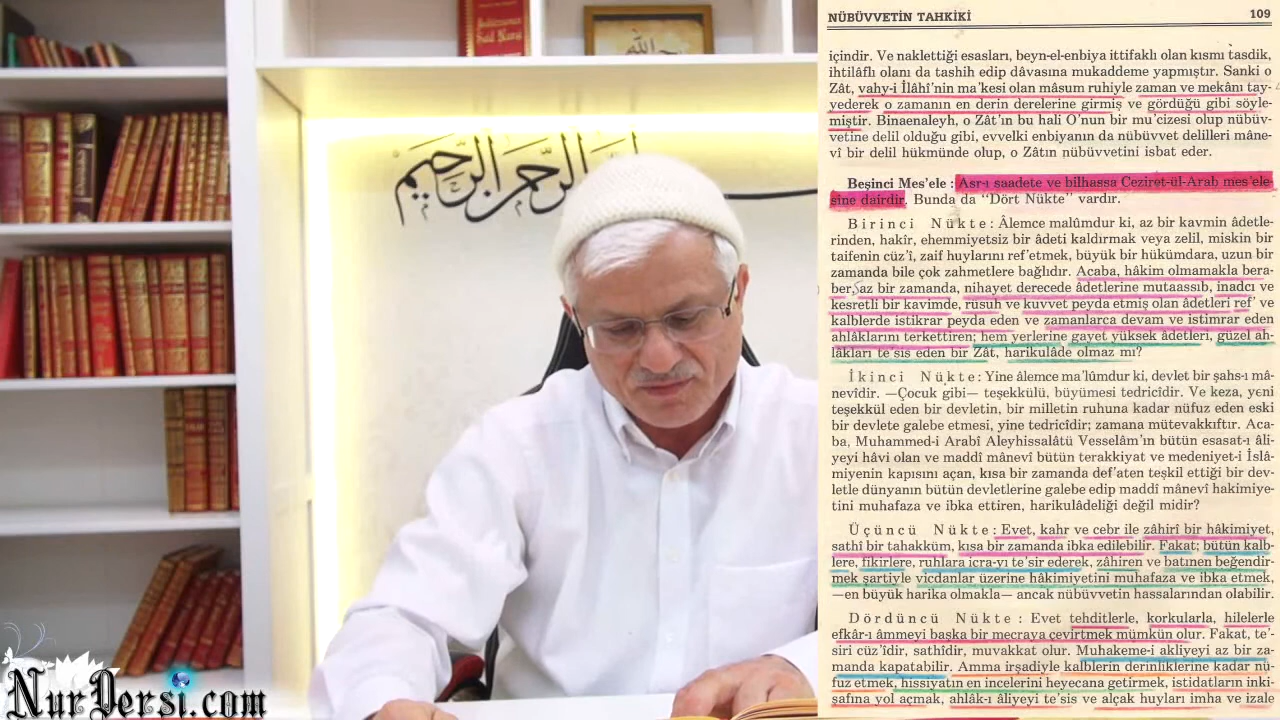 Bediüzzaman
Said Nursî
بسم الله الرحمن الرحيم
NurDersi.com
NÜBÜVVETİN TAHKİKİ 109
içindir. Ve naklettiği esasları, beyn-el-enbiya ittifaklı olan kısmı tasdik,
ihtilâflı olanı da tashih edip dâvasına mukaddeme yapmıştır. Sanki o
Zât, vahy-i İlâhî'nin ma'kesi olan mâsum ruhiyle zaman ve mekânı tay-
yederek o zamanın en derin derelerine girmiş ve gördüğü gibi söyle-
miştir. Binaenaleyh, o Zât'ın bu hali O'nun bir mu'cizesi olup nübüv-
vetine delil olduğu gibi, evvelki enbiyanın da nübüvvet delilleri mâne-
vî bir delil hükmünde olup, o Zâtın nübüvvetini isbat eder.
Beşinci Mes'ele : Asr-ı saadete ve bilhassa Ceziret-ül-Arab mes'ele-
sine dairdir. Bunda da "Dört Nükte" vardır.
Birinci Nükte: Âlemce malûmdur ki, az bir kavmin âdetle-
rinden, hakîr, ehemmiyetsiz bir âdeti kaldırmak veya zelil, miskin bir
taifenin cüz'î, zaif huylarını ref'etmek, büyük bir hükümdara, uzun bir
zamanda bile çok zahmetlere bağlıdır. Acaba, hâkim olmamakla bera-
ber, az bir zamanda, nihayet derecede âdetlerine mutaassıb, inadcı ve
kesretli bir kavimde, rüsuh ve kuvvet peyda etmiş olan âdetleri ref' ve
kalblerde istikrar peyda eden ve zamanlarca devam ve istimrar eden
ahlâklarını terkettiren; hem yerlerine gayet yüksek âdetleri, güzel ah-
lâkları te'sis eden bir Zât, harikulâde olmaz mı?
İkinci Nükte: Yine âlemce ma'lûmdur ki, devlet bir şahs-ı mâ-
nevîdir. —Çocuk gibi— teşekkülü, büyümesi tedricîdir. Ve keza, yeni
teşekkül eden bir devletin, bir milletin ruhuna kadar nüfuz eden eski
bir devlete galebe etmesi, yine tedricîdir; zamana mütevakkıftır. Aca-
ba, Muhammed-i Arabî Aleyhissalâtü Vesselâm'ın bütün esasat-ı âli-
yeyi hâvi olan ve maddî mânevî bütün terakkiyat ve medeniyet-i İslâ-
miyenin kapısını açan, kısa bir zamanda def'aten teşkil ettiği bir dev-
letle dünyanın bütün devletlerine galebe edip maddî mânevî hakimiye-
tini muhafaza ve ibka ettiren, harikulâdeliği değil midir?
Üçüncü Nükte: Evet, kahr ve cebr ile zâhirî bir hâkimiyet,
sathî bir tahakküm, kısa bir zamanda ibka edilebilir. Fakat; bütün kalb-
lere, fikirlere, ruhlara icra-yı te'sir ederek, zâhiren ve batınen beğendir-
mek şartiyle vicdanlar üzerine hâkimiyetini muhafaza ve ibka etmek,
—en büyük harika olmakla— ancak nübüvvetin hassalarından olabilir.
Dördüncü Nükte: Evet tehditlerle, korkularla, hilelerle
efkâr-ı âmmeyi başka bir mecraya çevirtmek mümkün olur. Fakat, te'-
siri cüz'îdir, sathîdir, muvakkat olur. Muhakeme-i akliyeyi az bir za-
manda kapatabilir. Amma irşadiyle kalblerin derinliklerine kadar nü-
fuz etmek, hissiyatın en incelerini heyecana getirmek, istidatların inki-
şafına yol açmak, ahlâk-ı âliyeyi te'sis ve alçak huyları imha ve izale